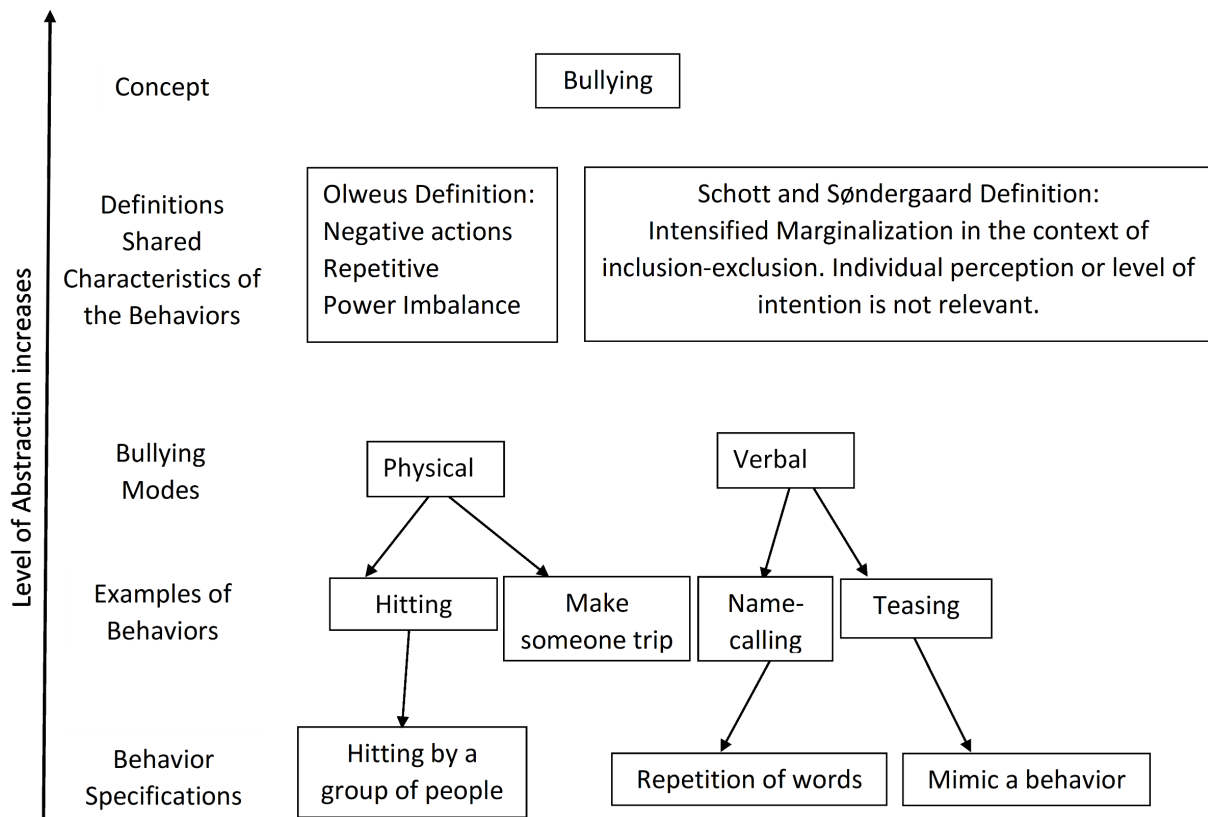 Concept
Bullying
Definitions
Shared
Characteristics of
the Behaviors
Olweus Definition:
Negative actions
Repetitive
Power Imbalance
Schott and Søndergaard Definition:
Intensified Marginalization in the context of
inclusion-exclusion. Individual perception or level of
intention is not relevant.
Level of Abstraction increases
Bullying
Modes
Physical
Verbal
Examples of
Behaviors
Hitting
Make
someone trip
Name-
calling
Teasing
Behavior
Specifications
Hitting by a
group of people
Repetition of words
Mimic a behavior